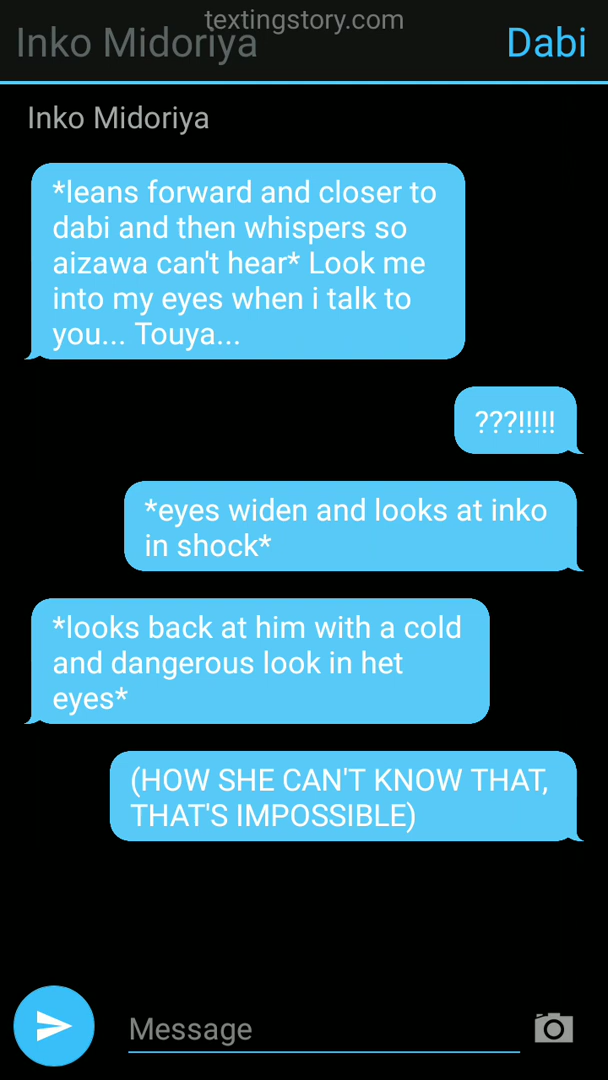 textingstory.com
Inko Midoriya
Dabi
Inko Midoriya
*leans forward and closer to
dabi and then whispers so
aizawa can't hear* Look me
into my eyes when i talk to
you... Touya...
???!!!!!
*eyes widen and looks at inko
in shock*
*looks back at him with a cold
and dangerous look in het
eyes*
(HOW SHE CAN'T KNOW THAT,
THAT'S IMPOSSIBLE)
Message